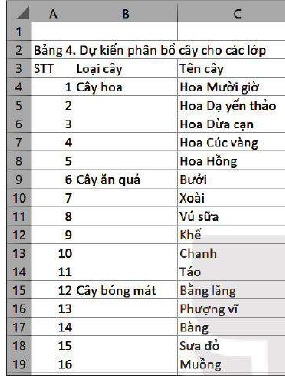 A B C
1
2 Bảng 4. Dự kiến phân bổ cây cho các lớp
3 STT Loại cây Tên cây
4 1 Cây hoa Hoa Mười giờ
5 2 Hoa Dạ yến thảo
6 3 Hoa Dừa cạn
7 4 Hoa Cúc vàng
8 5 Hoa Hồng
9 6 Cây ăn quả Bưởi
10 7 Xoài
11 8 Vú sữa
12 9 Khế
13 10 Chanh
14 11 Táo
15 12 Cây bóng mát Bằng lăng
16 13 Phượng vĩ
17 14 Bàng
18 15 Sưa đỏ
19 16 Muồng